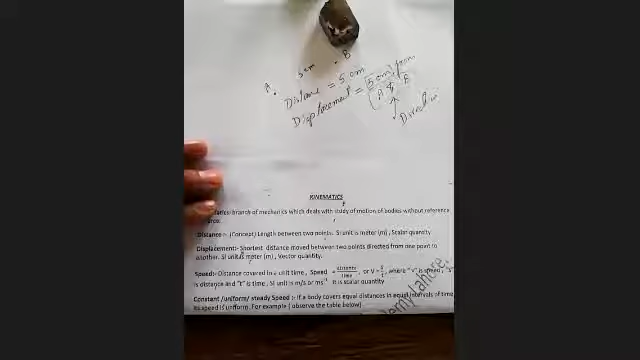 5 cm B
A
Distance = 5 cm
Displacement = 5 cm from
A to B
KINEMATICS
branch of mechanics which deals with study of motion of bodies without reference
Distance:- (Concept) Length between two points. SI unit is meter (m), Scalar quantity
Displacement:- Shortest distance moved between two points directed from one point to
another. SI unit is meter (m), Vector quantity.
Speed:- Distance covered in a unit time, Speed = distance/time, or V = , where "v" is speed,
is distance and "t" is time, SI unit is m/s or ms⁻¹ It is scalar quantity
Constant /uniform/ steady Speed :- If a body covers equal distances in equal intervals of time,
its speed is uniform. For example ( observe the table below)
Lahore